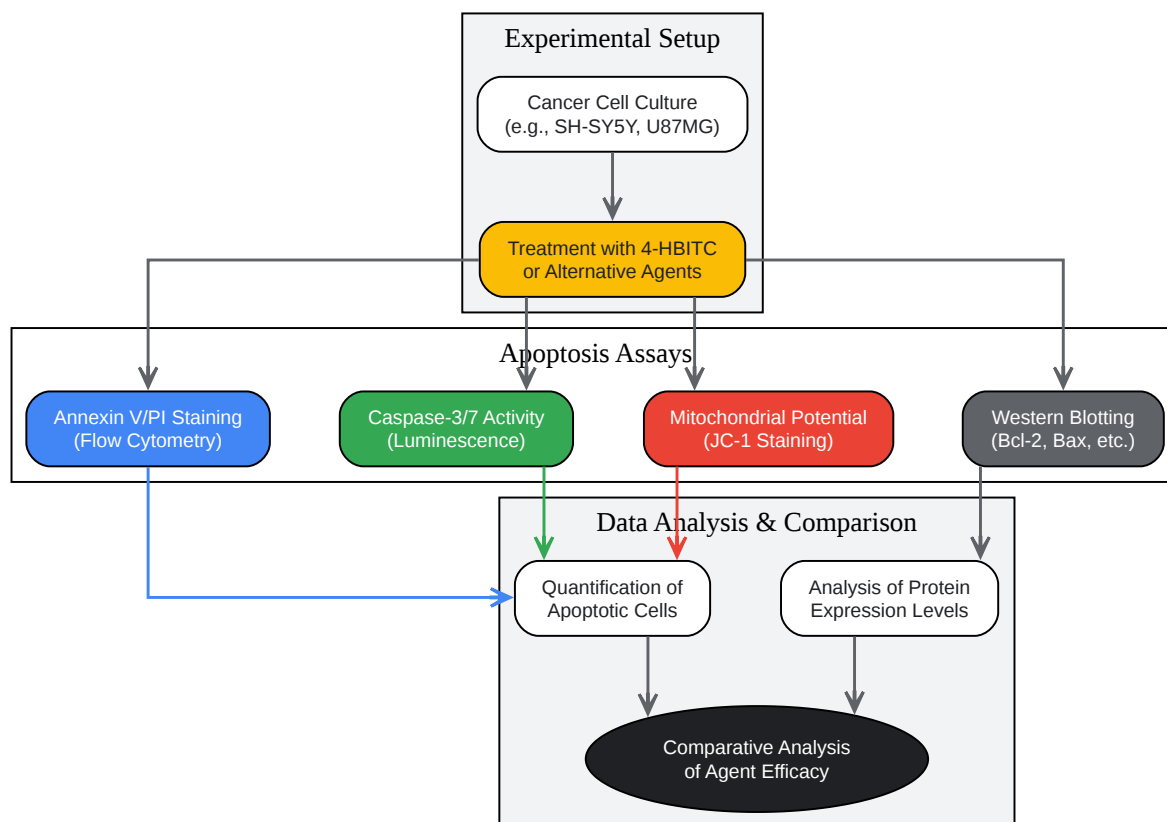 Experimental Setup
Cancer Cell Culture
(e.g., SH-SY5Y, U87MG)
Treatment with 4-HBITC
or Alternative Agents
Apoptosis Assays
Annexin V/PI Staining
(Flow Cytometry)
Caspase-3/7 Activity
(Luminescence)
Mitochondrial Potential
(JC-1 Staining)
Western Blotting
(Bcl-2, Bax, etc.)
Data Analysis & Comparison
Quantification of
Apoptotic Cells
Analysis of Protein
Expression Levels
Comparative Analysis
of Agent Efficacy